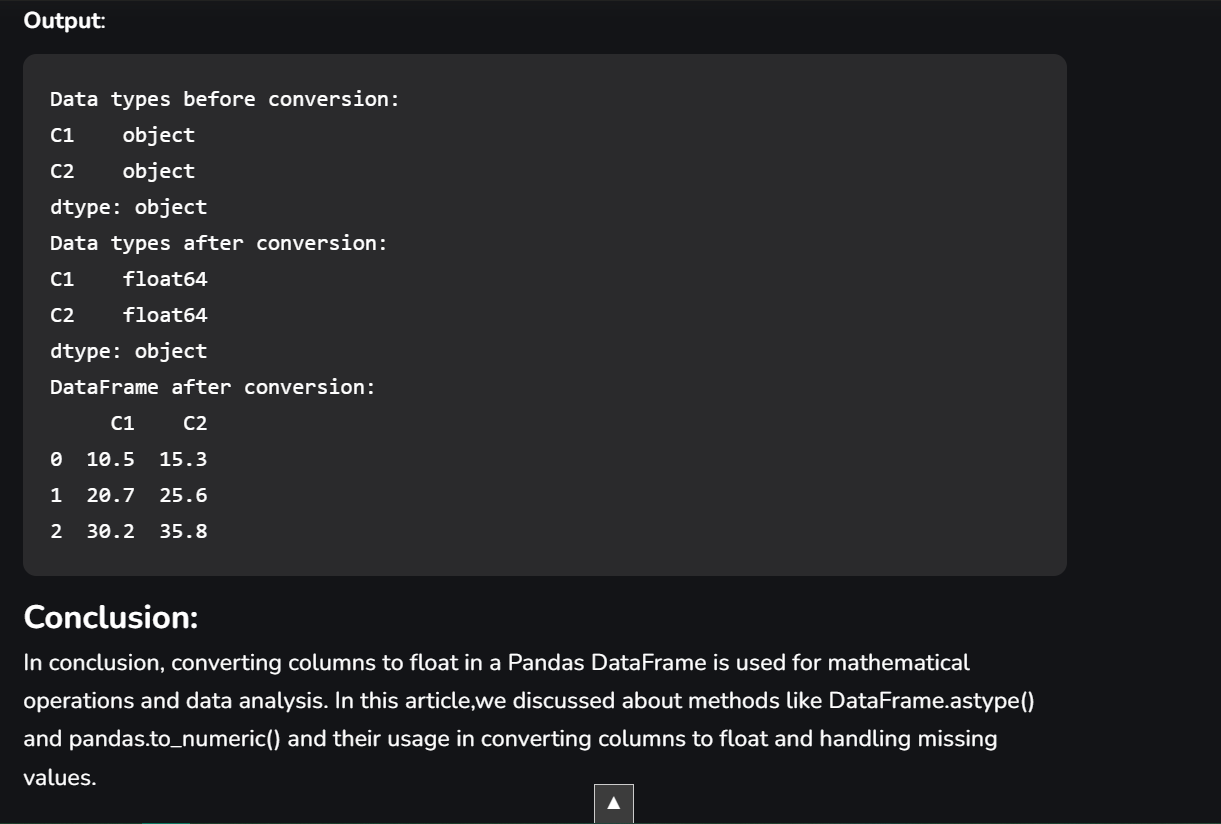 Output:
Data types before conversion:
C1    object
C2    object
dtype: object
Data types after conversion:
C1    float64
C2    float64
dtype: object
DataFrame after conversion:
     C1    C2
0  10.5  15.3
1  20.7  25.6
2  30.2  35.8
Conclusion:
In conclusion, converting columns to float in a Pandas DataFrame is used for mathematical
operations and data analysis. In this article,we discussed about methods like DataFrame.astype()
and pandas.to_numeric() and their usage in converting columns to float and handling missing
values.